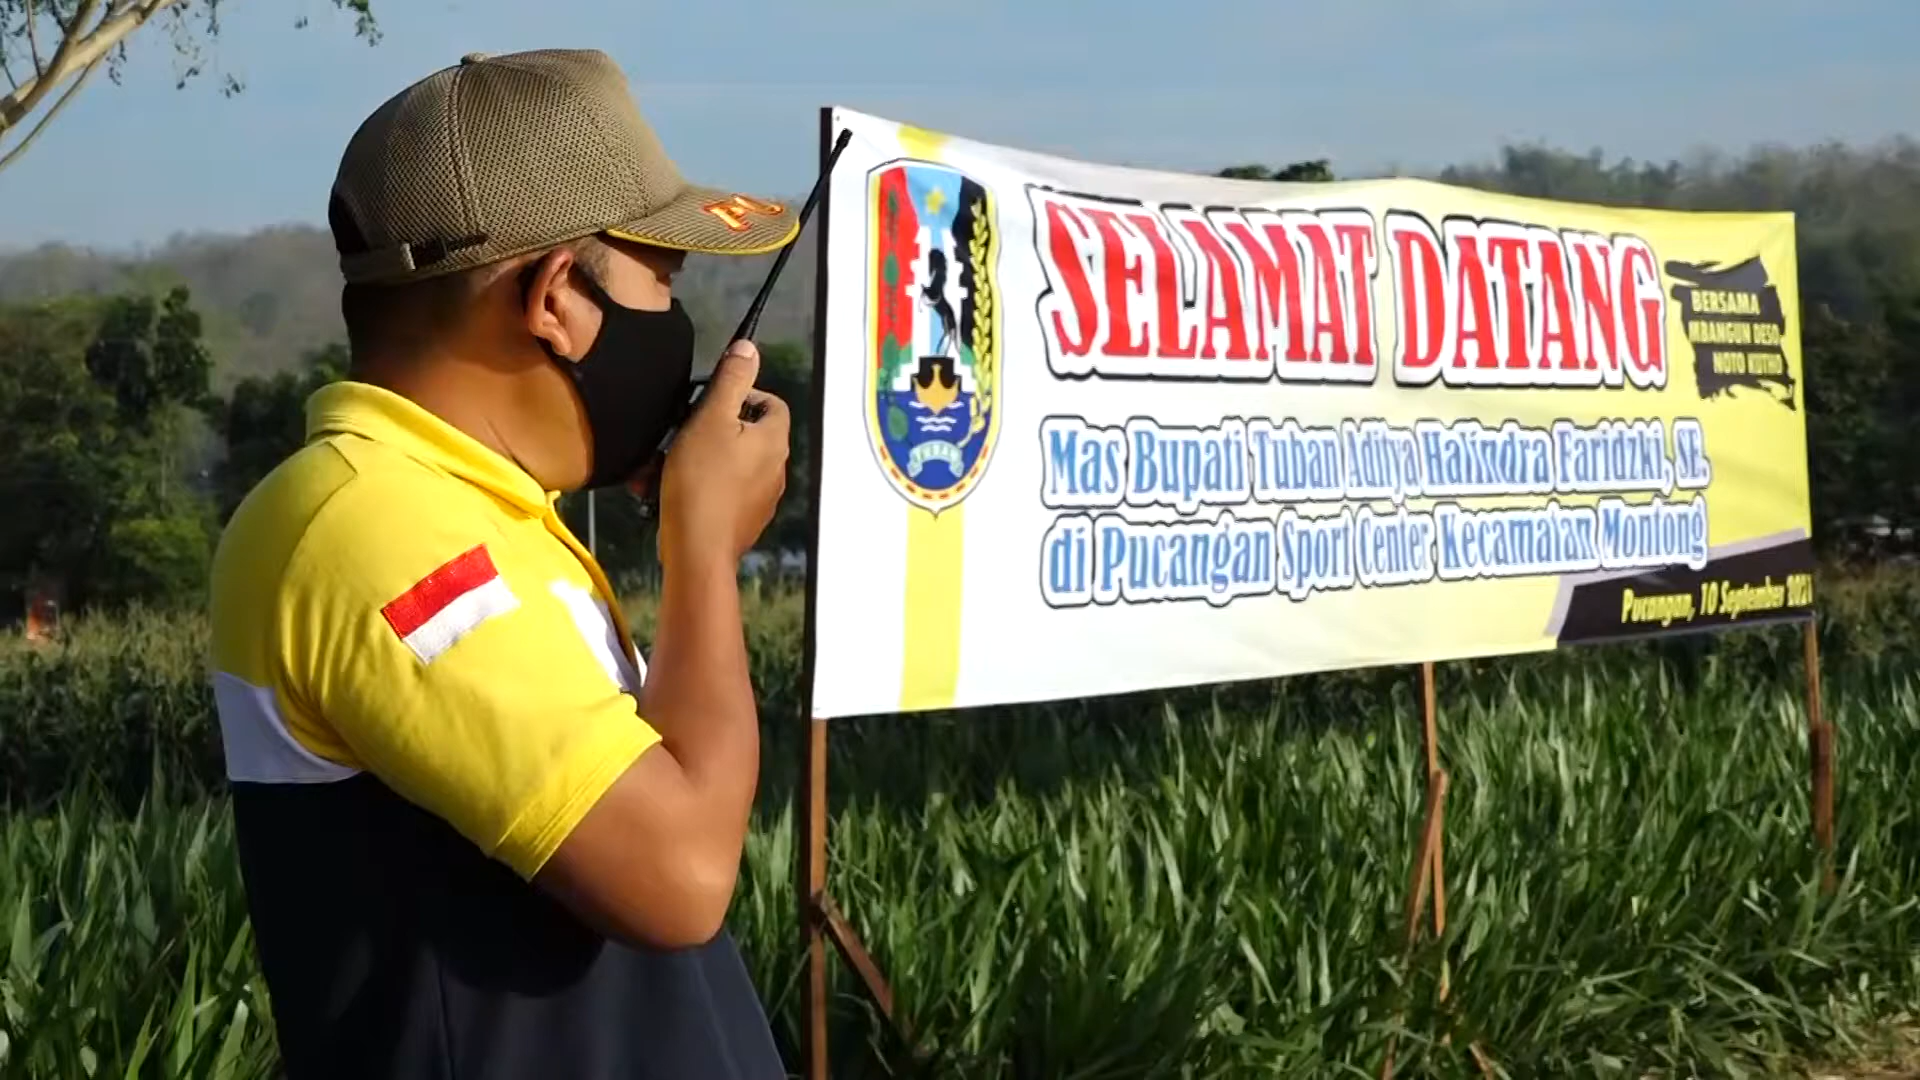 SELAMAT DATANG
BERSAMA
MBANGUN DESO
NOTO KUTHO
Mas Bupati Tuban Aditya Halindra Faridzki, SE.
di Pucangan Sport Center Kecamatan Montong
Pucangan, 10 September 2021
TUBAN